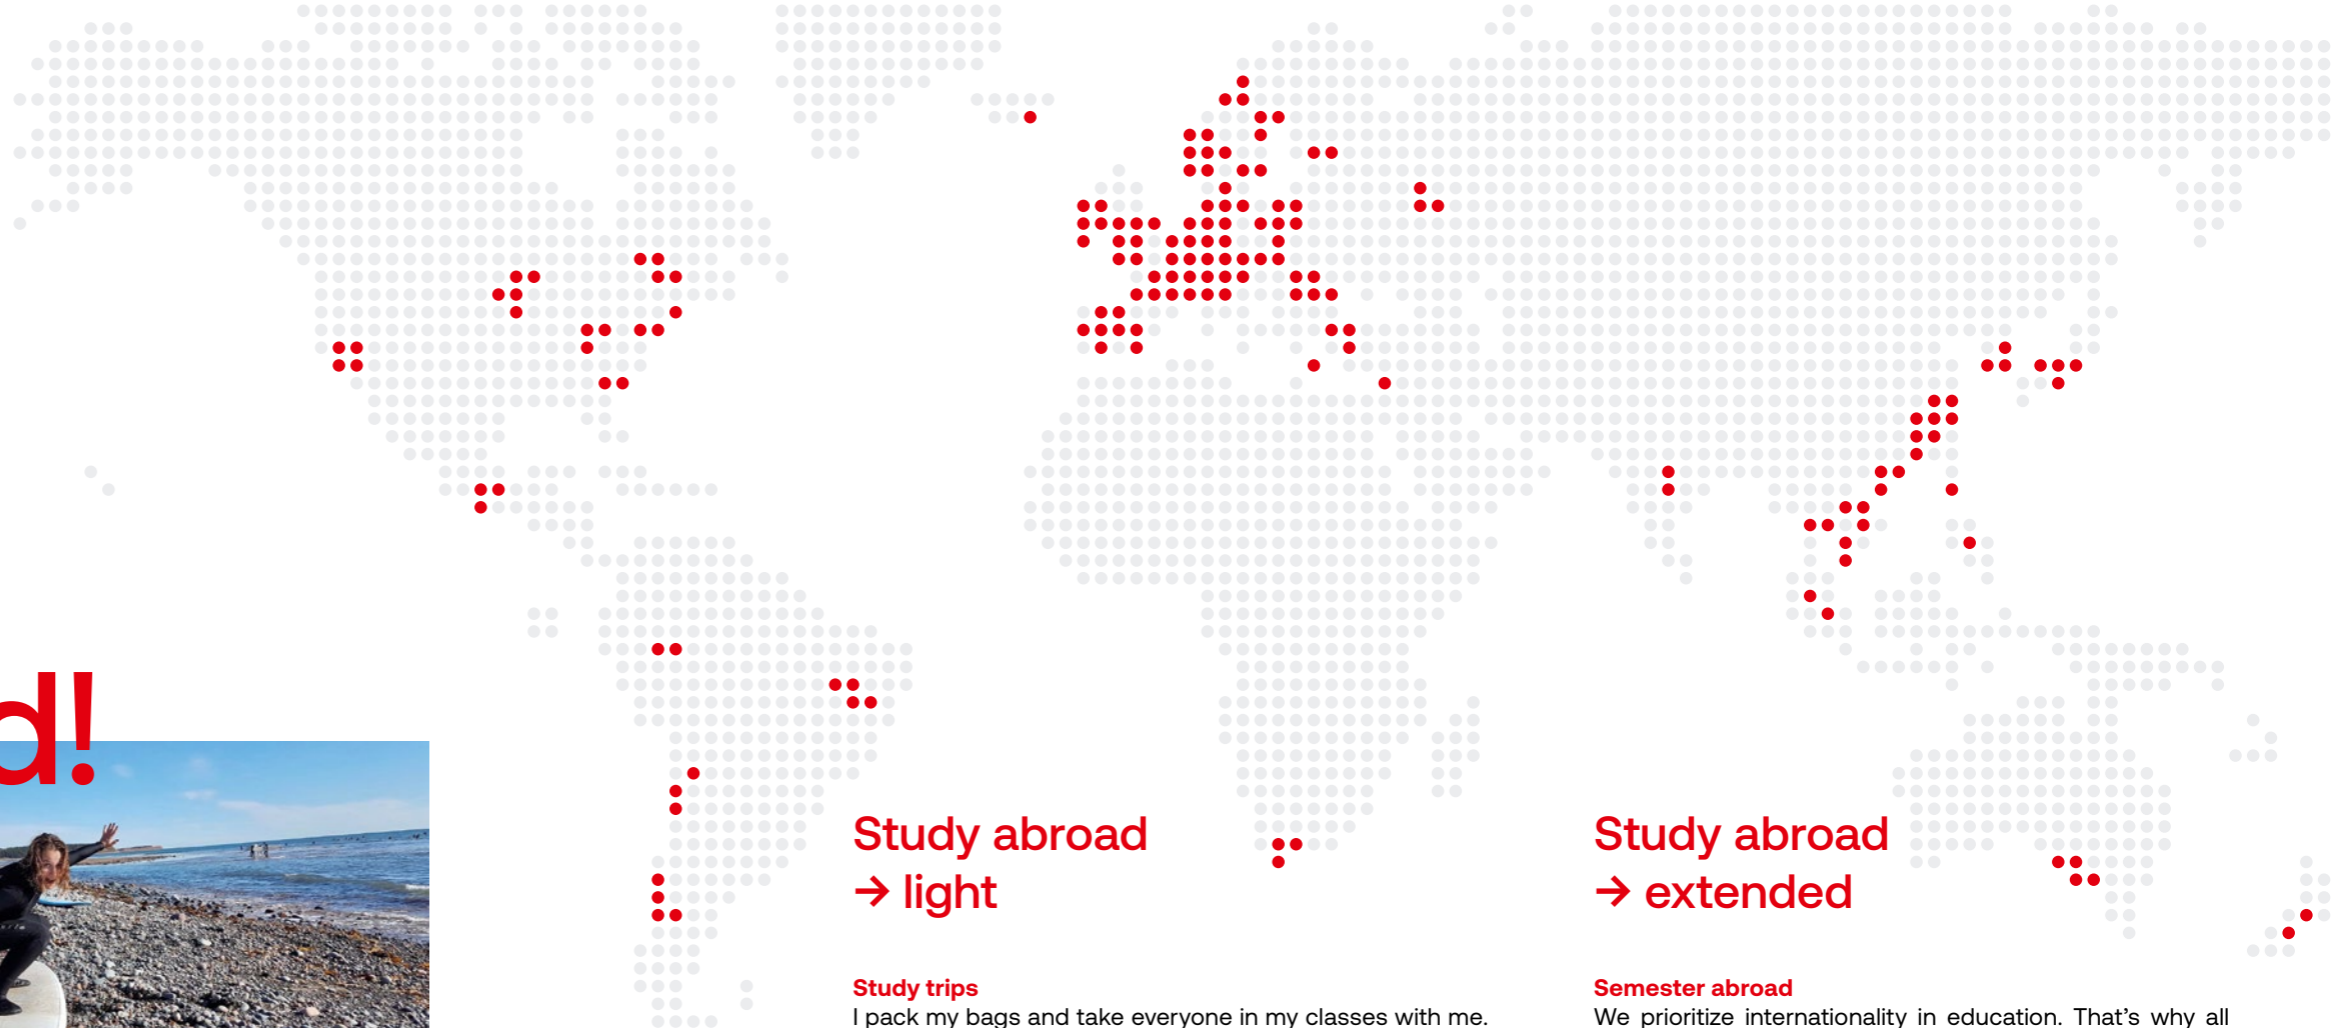 d!
Study abroad
→ light
Study trips
I pack my bags and take everyone in my classes with me.
Study abroad
→ extended
Semester abroad
We prioritize internationality in education. That’s why all